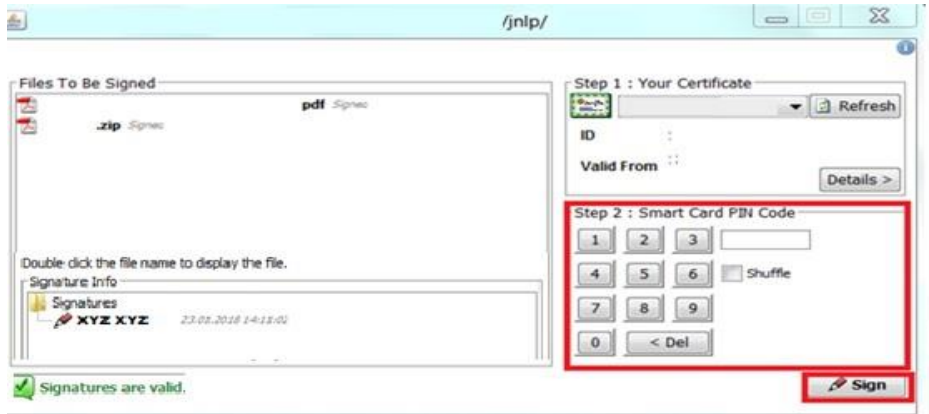 /jnlp/
Files To Be Signed
pdf Signed
.zip Signed
Double click the file name to display the file.
Signature Info
Signatures
XYZ XYZ 23.01.2018 14:18:02
Signatures are valid.
Step 1 : Your Certificate
Refresh
ID :
Valid From ::
Details >
Step 2 : Smart Card PIN Code
1 2 3
4 5 6 Shuffle
7 8 9
0 < Del
Sign